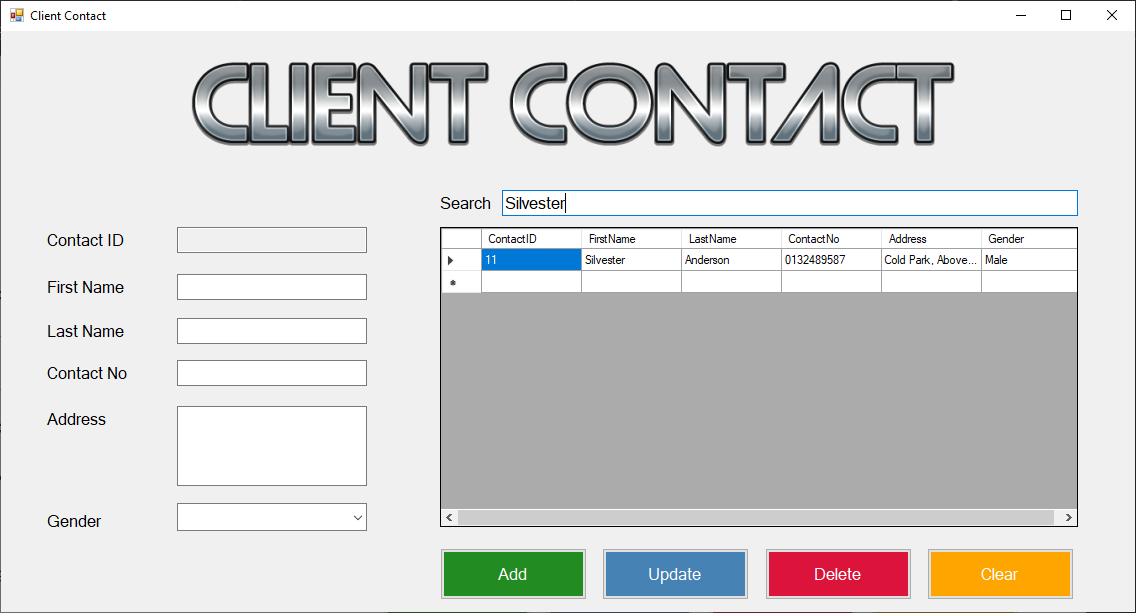 Client Contact
CLIENT CONTACT
Search Silvester
Contact ID
First Name
Last Name
Contact No
Address
Gender
ContactID FirstName LastName ContactNo Address Gender
11 Silvester Anderson 0132489587 Cold Park, Above... Male
Add Update Delete Clear